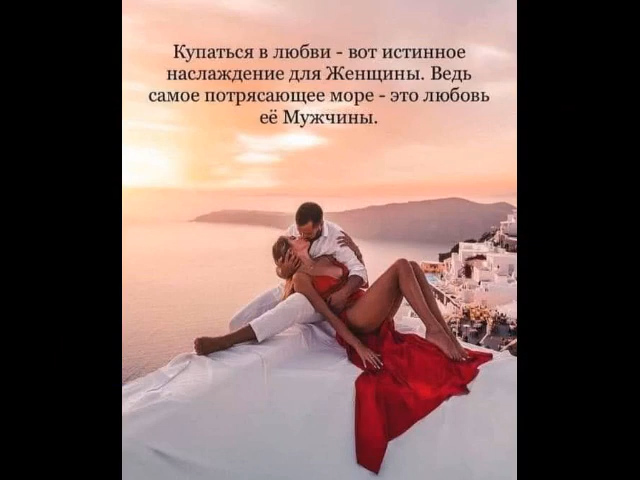 Купаться в любви - вот истинное
наслаждение для Женщины. Ведь
самое потрясающее море - это любовь
её Мужчины.